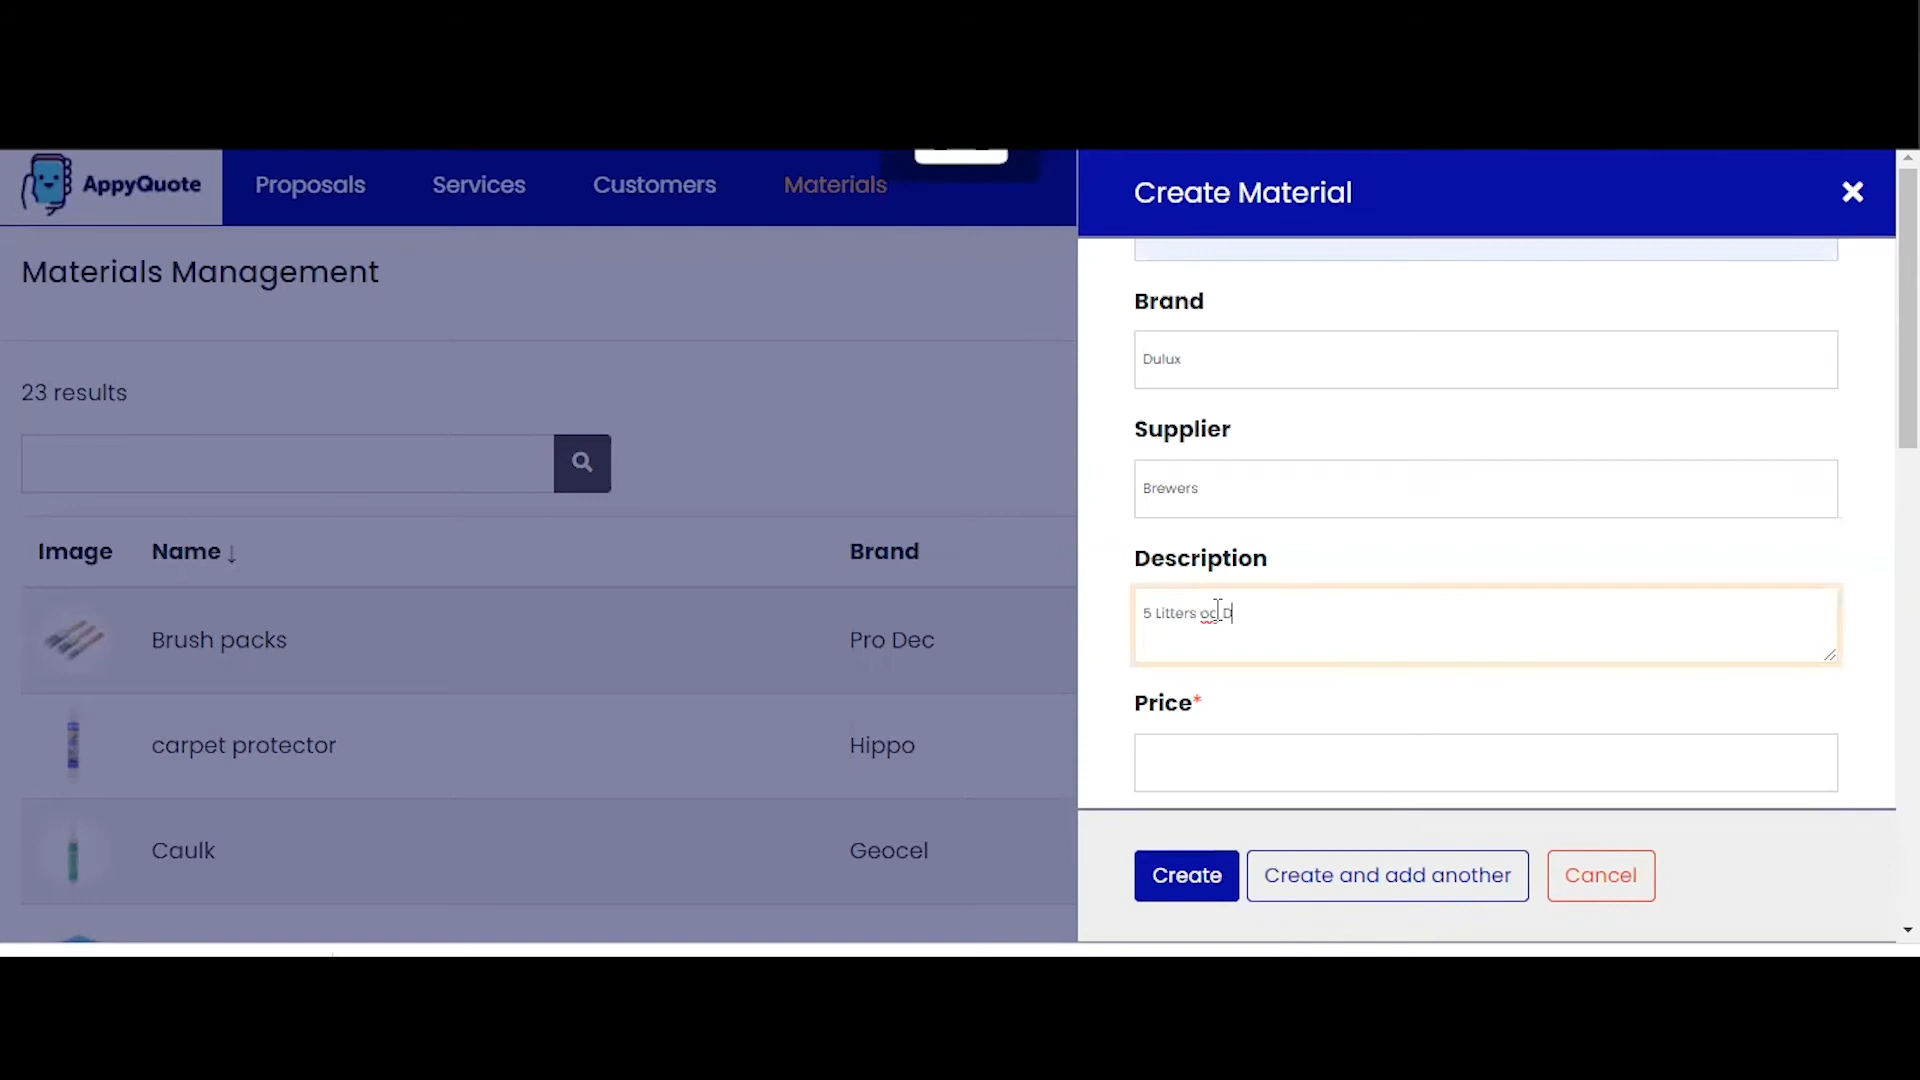 AppyQuote
Proposals
Services
Customers
Materials
Materials Management
23 results
Image
Name ↓
Brand
Brush packs
Pro Dec
carpet protector
Hippo
Caulk
Geocel
Create Material
Brand
Dulux
Supplier
Brewers
Description
5 Litters D
Price*
Create
Create and add another
Cancel